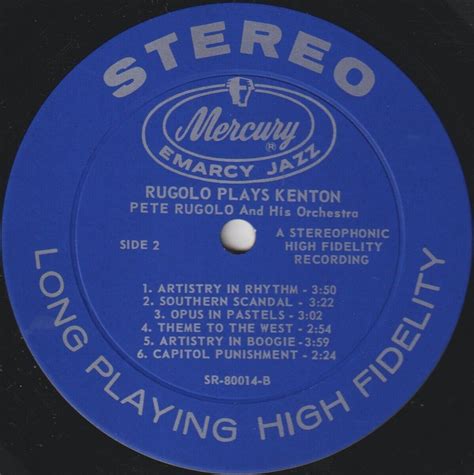 STEREO
Mercury ®
EMARCY JAZZ
RUGOLO PLAYS KENTON
PETE RUGOLO And His Orchestra
SIDE 2
A STEREOPHONIC
HIGH FIDELITY
RECORDING
1. ARTISTRY IN RHYTHM - 3:50
2. SOUTHERN SCANDAL - 3:22
3. OPUS IN PASTELS - 3:02
4. THEME TO THE WEST - 2:54
5. ARTISTRY IN BOOGIE - 3:59
6. CAPITOL PUNISHMENT - 2:24
SR-80014-B
LONG PLAYING HIGH FIDELITY